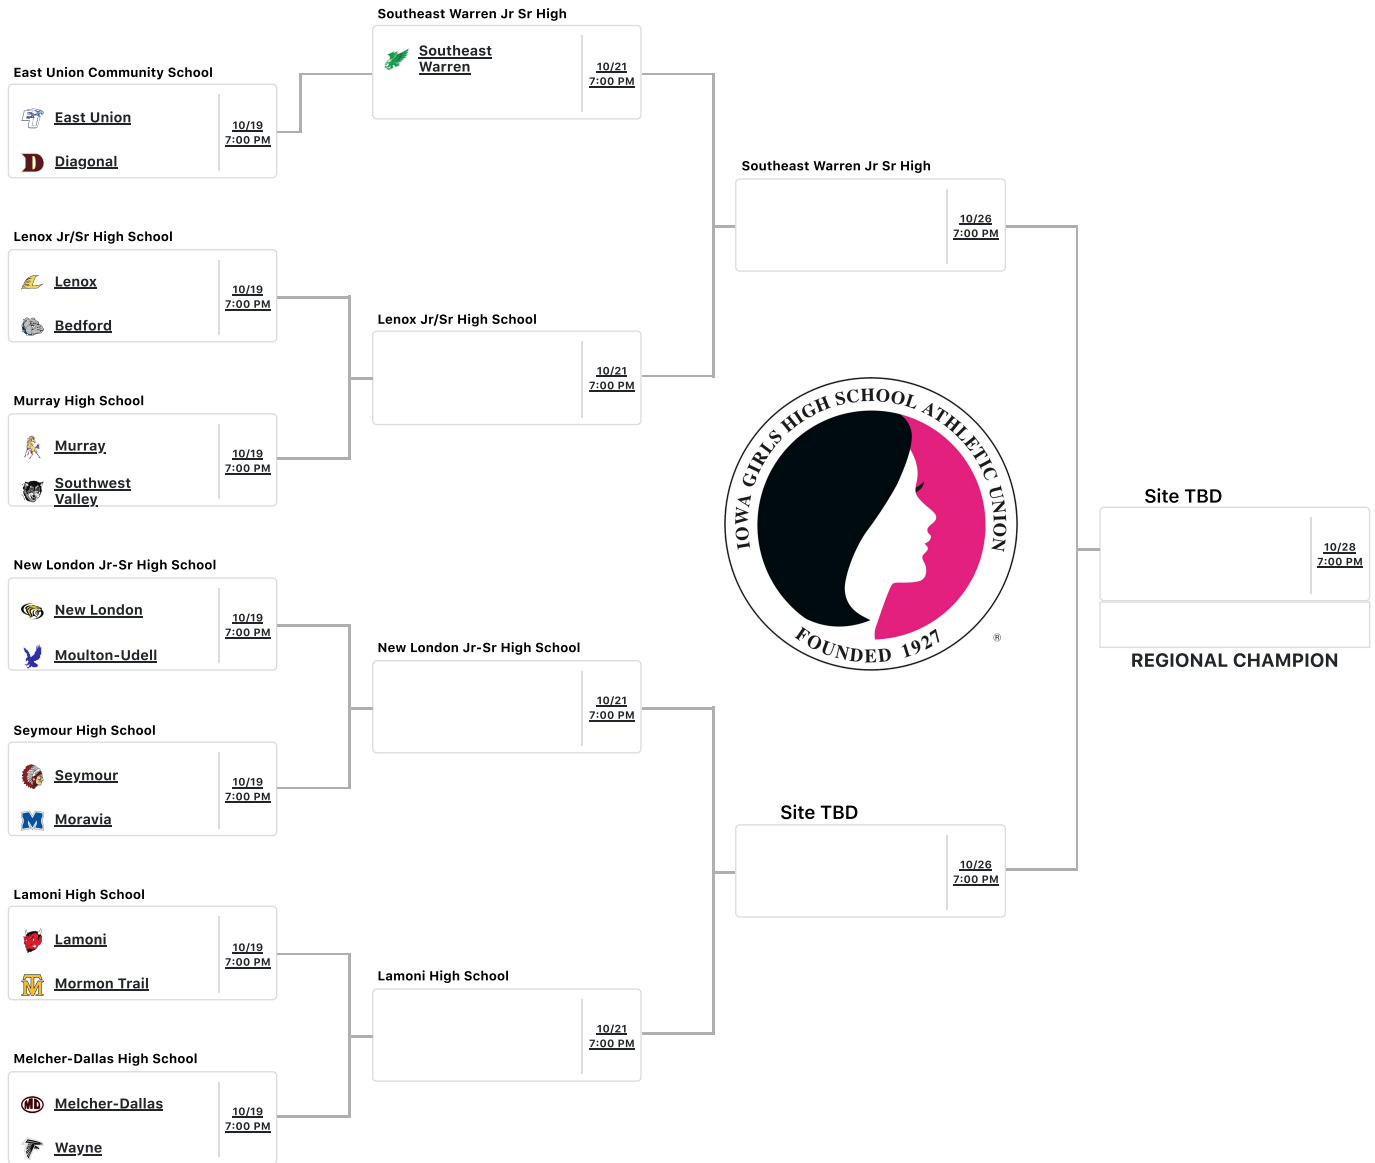 Southeast Warren Jr Sr High
Southeast
Warren
10/21
7:00 PM
East Union Community School
East Union
Diagonal
10/19
7:00 PM
Southeast Warren Jr Sr High
10/26
7:00 PM
Lenox Jr/Sr High School
Lenox
Bedford
10/19
7:00 PM
Lenox Jr/Sr High School
10/21
7:00 PM
Murray High School
Murray
Southwest
Valley
10/19
7:00 PM
IOWA GIRLS HIGH SCHOOL ATHLETIC UNION
FOUNDED 1927
®
Site TBD
10/28
7:00 PM
REGIONAL CHAMPION
New London Jr-Sr High School
New London
Moulton-Udell
10/19
7:00 PM
New London Jr-Sr High School
10/21
7:00 PM
Seymour High School
Seymour
M Moravia
10/19
7:00 PM
Site TBD
10/26
7:00 PM
Lamoni High School
Lamoni
Mormon Trail
10/19
7:00 PM
Lamoni High School
10/21
7:00 PM
Melcher-Dallas High School
MD Melcher-Dallas
Wayne
10/19
7:00 PM